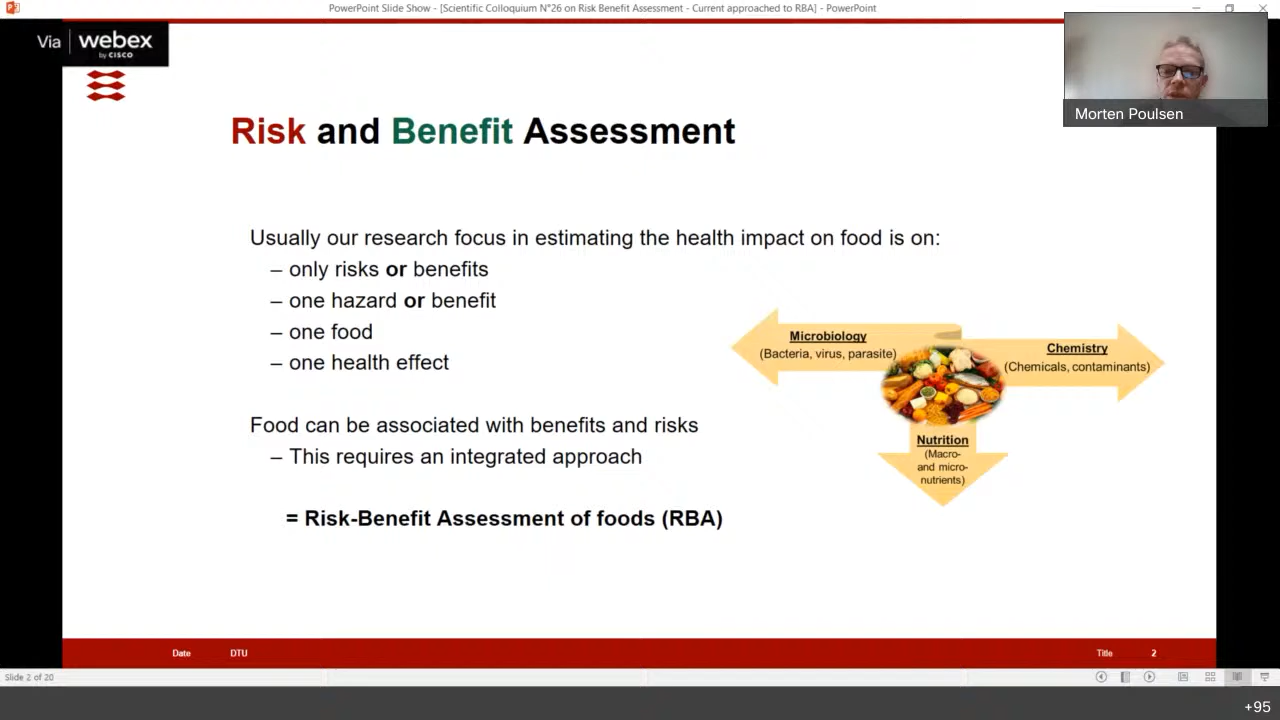 PowerPoint Slide Show - [Scientific Colloquium N°26 on Risk Benefit Assessment - Current approached to RBA] - PowerPoint
Via webex
by CISCO
Morten Poulsen
Risk and Benefit Assessment
Usually our research focus in estimating the health impact on food is on:
– only risks or benefits
– one hazard or benefit
– one food
– one health effect
Food can be associated with benefits and risks
– This requires an integrated approach
= Risk-Benefit Assessment of foods (RBA)
Microbiology
(Bacteria, virus, parasite)
Chemistry
(Chemicals, contaminants)
Nutrition
(Macro-
and micro-
nutrients)
Date DTU Title 2
Slide 2 of 20
+95